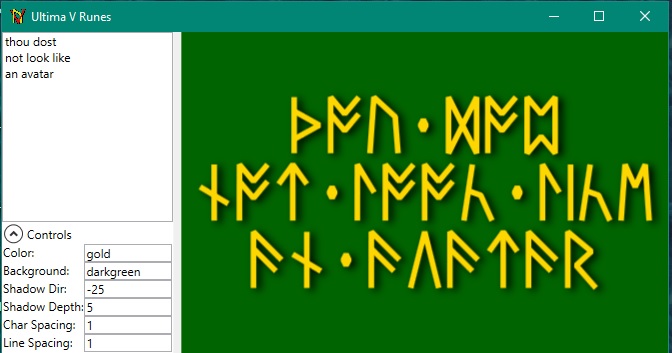 Ultima V Runes
thou dost
not look like
an avatar
Controls
Color: gold
Background: darkgreen
Shadow Dir: -25
Shadow Depth: 5
Char Spacing: 1
Line Spacing: 1
ᚦᚩᚢ·ᛞᚩᛥ
ᚾᚩᛏ·ᛚᚩᚩᚳ·ᛚᛁᚳᛖ
ᚪᚾ·ᚪᚢᚪᛏᚪᚱ